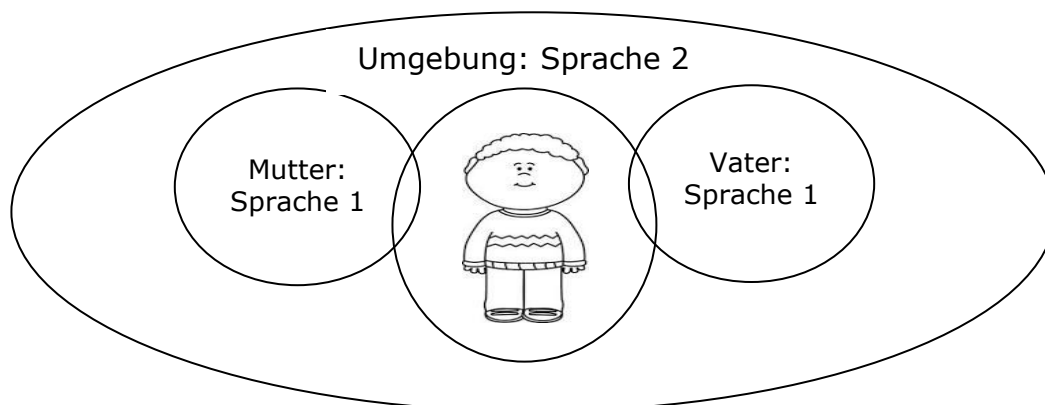 Umgebung: Sprache 2
Mutter:
Sprache 1
Vater:
Sprache 1